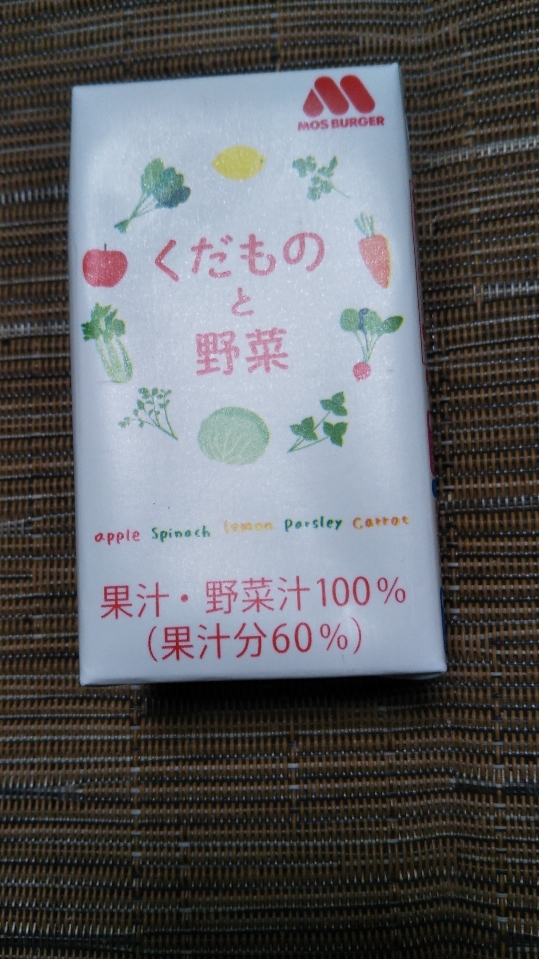 MOS BURGER
くだもの
と
野菜
apple Spinach lemon parsley Carrot
果汁・野菜汁100%
(果汁分60%)